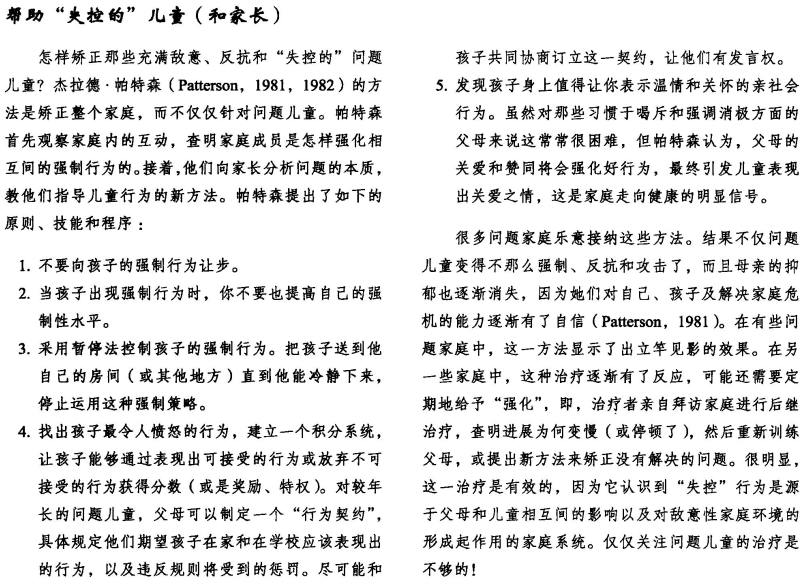 帮助“失控的”儿童（和家长）
怎样矫正那些充满敌意、反抗和“失控的”问题
儿童？杰拉德·帕特森（Patterson，1981，1982）的方
法是矫正整个家庭，而不仅仅针对问题儿童。帕特森
首先观察家庭内的互动，查明家庭成员是怎样强化相
互间的强制行为的。接着，他们向家长分析问题的本质，
教他们指导儿童行为的新方法。帕特森提出了如下的
原则、技能和程序：
1. 不要向孩子的强制行为让步。
2. 当孩子出现强制行为时，你不要也提高自己的强
制性水平。
3. 采用暂停法控制孩子的强制行为。把孩子送到他
自己的房间（或其他地方）直到他能冷静下来，
停止运用这种强制策略。
4. 找出孩子最令人愤怒的行为，建立一个积分系统，
让孩子能够通过表现出可接受的行为或放弃不可
接受的行为获得分数（或是奖励、特权）。对较年
长的问题儿童，父母可以制定一个“行为契约”，
具体规定他们期望孩子在家和在学校应该表现出
的行为，以及违反规则将受到的惩罚。尽可能和
孩子共同协商订立这一契约，让他们有发言权。
5. 发现孩子身上值得让你表示温情和关怀的亲社会
行为。虽然对那些习惯于喝斥和强调消极方面的
父母来说这常常很困难，但帕特森认为，父母的
关爱和赞同将会强化好行为，最终引发儿童表现
出关爱之情，这是家庭走向健康的明显信号。
很多问题家庭乐意接纳这些方法。结果不仅问题
儿童变得不那么强制、反抗和攻击了，而且母亲的抑
郁也逐渐消失，因为她们对自己、孩子及解决家庭危
机的能力逐渐有了自信（Patterson，1981）。在有些问
题家庭中，这一方法显示了出立竿见影的效果。在另
一些家庭中，这种治疗逐渐有了反应，可能还需要定
期地给予“强化”，即，治疗者亲自拜访家庭进行后继
治疗，查明进展为何变慢（或停顿了），然后重新训练
父母，或提出新方法来矫正没有解决的问题。很明显，
这一治疗是有效的，因为它认识到“失控”行为是源
于父母和儿童相互间的影响以及对敌意性家庭环境的
形成起作用的家庭系统。仅仅关注问题儿童的治疗是
不够的！